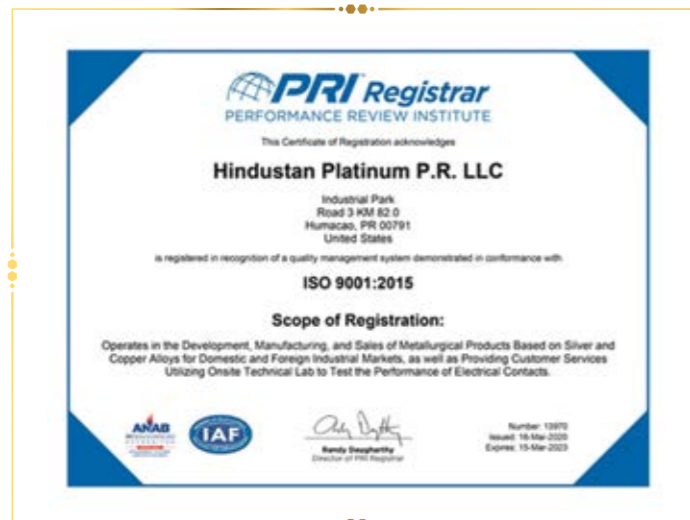 PRI Registrar
PERFORMANCE REVIEW INSTITUTE
This Certificate of Registration acknowledges
Hindustan Platinum P.R. LLC
Industrial Park
Road 3 KM 82.0
Humacao, PR 00791
United States
is registered in recognition of a quality management system demonstrated in conformance with
ISO 9001:2015
Scope of Registration:
Operates in the Development, Manufacturing, and Sales of Metallurgical Products Based on Silver and
Copper Alloys for Domestic and Foreign Industrial Markets, as well as Providing Customer Services
Utilizing Onsite Technical Lab to Test the Performance of Electrical Contacts.
ANAB
IAF
Randy Daugharthy
Director of PRI Registrar
Number: 13970
Issued: 16-Mar-2020
Expires: 15-Mar-2023